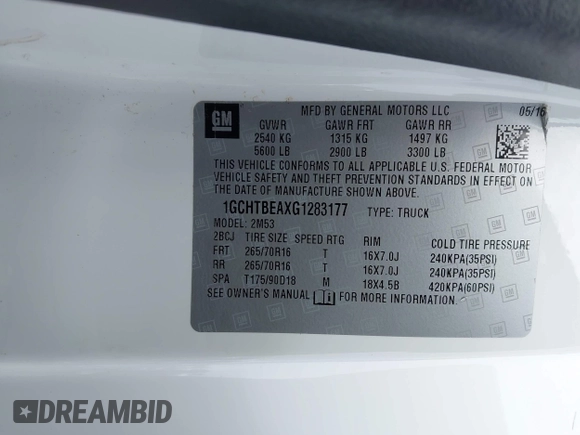 GM
MFD BY GENERAL MOTORS LLC 05/16
GVWR GAWR FRT GAWR RR
2540 KG 1315 KG 1497 KG
5600 LB 2900 LB 3300 LB
THIS VEHICLE CONFORMS TO ALL APPLICABLE U.S. FEDERAL MOTOR
VEHICLE SAFETY, BUMPER, AND THEFT PREVENTION STANDARDS IN EFFECT
ON THE DATE OF MANUFACTURE SHOWN ABOVE.
1GCHTBEAXG1283177 TYPE: TRUCK
MODEL: 2M53
2BCJ TIRE SIZE SPEED RTG RIM COLD TIRE PRESSURE
FRT 265/70R16 T 16X7.0J 240KPA(35PSI)
RR 265/70R16 T 16X7.0J 240KPA(35PSI)
SPA T175/90D18 M 18X4.5B 420KPA(60PSI)
SEE OWNER'S MANUAL FOR MORE INFORMATION.
DREAMBID